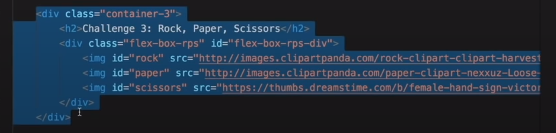 <div class="container-3">
<h2>Challenge 3: Rock, Paper, Scissors</h2>
<div class="flex-box-rps" id="flex-box-rps-div">
<img id="rock" src="http://images.clipartpanda.com/rock-clipart-clipart-harvest
<img id="paper" src="http://images.clipartpanda.com/paper-clipart-nexxuz-Loose-
<img id="scissors" src="https://thumbs.dreamstime.com/b/female-hand-sign-victor
</div>
</div>